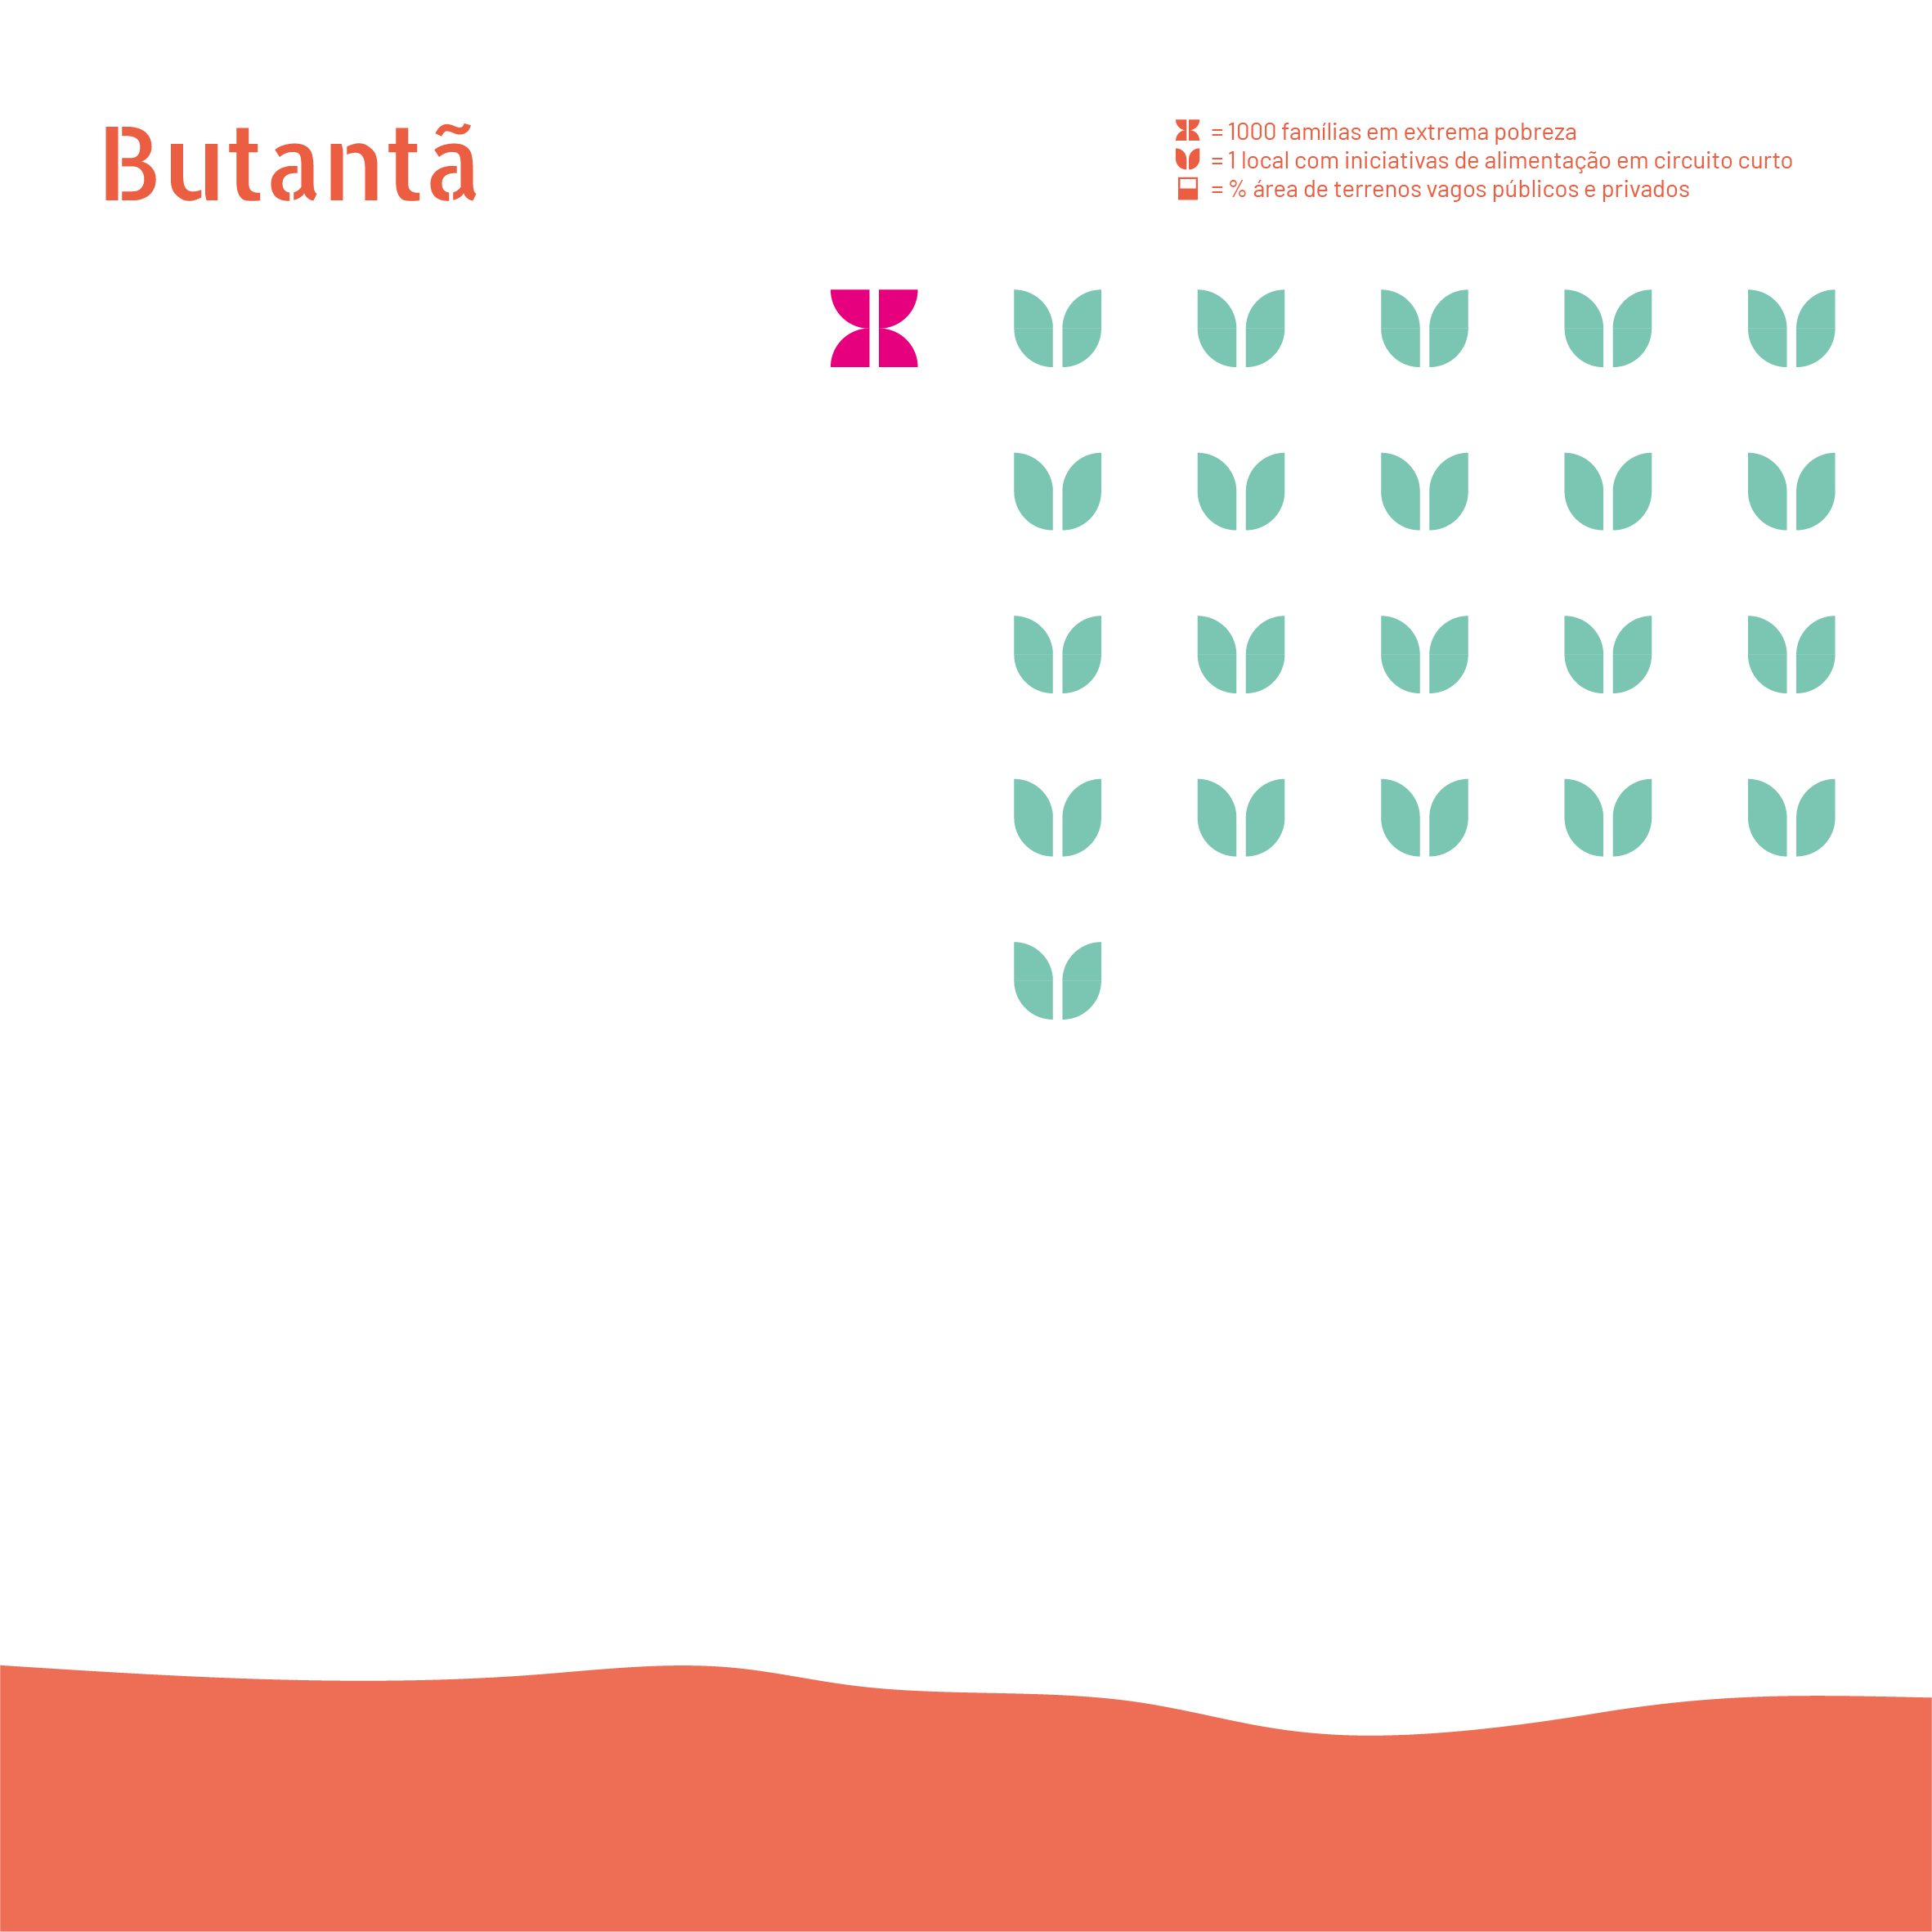 Butantã
= 1000 famílias em extrema pobreza
= 1 local com iniciativas de alimentação em circuito curto
= % área de terrenos vagos públicos e privados